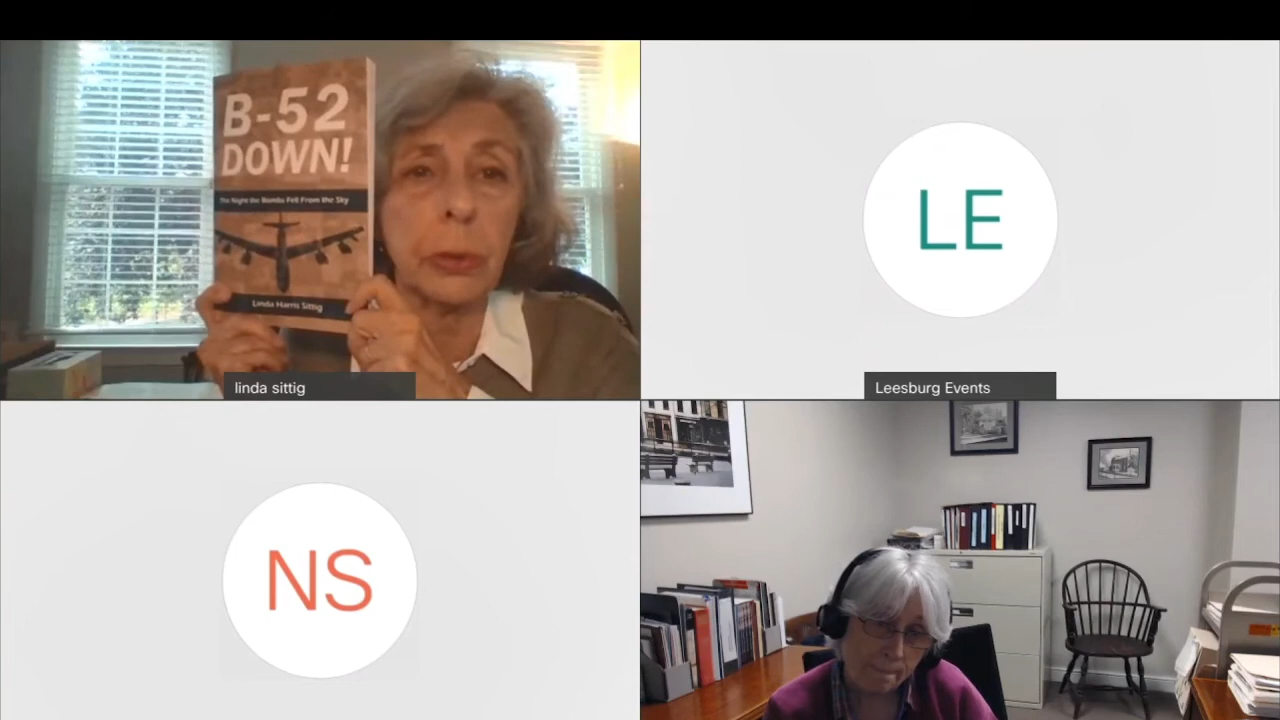 B-52
DOWN!
The Night the Bombs Fell From the Sky
Linda Harris Sittig
linda sittig
LE
Leesburg Events
NS